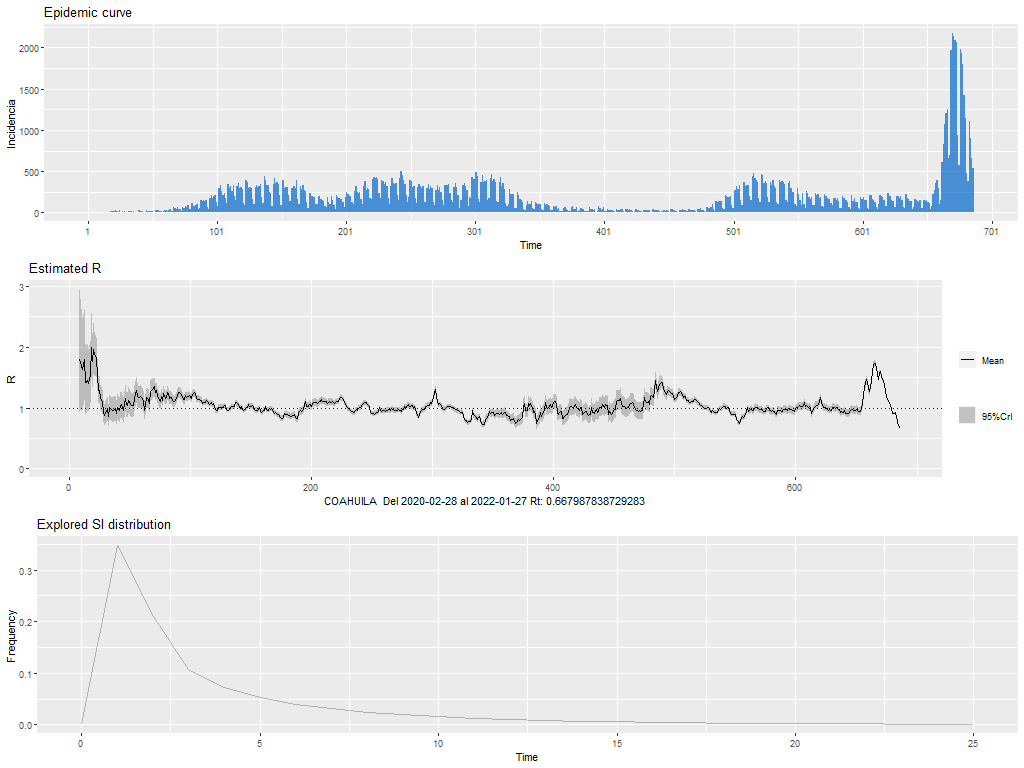 Epidemic curve
Incidencia
2000
1500
1000
500
0
1 101 201 301 401 501 601 701
Time
Estimated R
R
3
2
1
0
0 200 400 600
COAHUILA Del 2020-02-28 al 2022-01-27 Rt: 0.667987838729283
Mean
95%CrI
Explored SI distribution
Frequency
0.3
0.2
0.1
0.0
0 5 10 15 20 25
Time